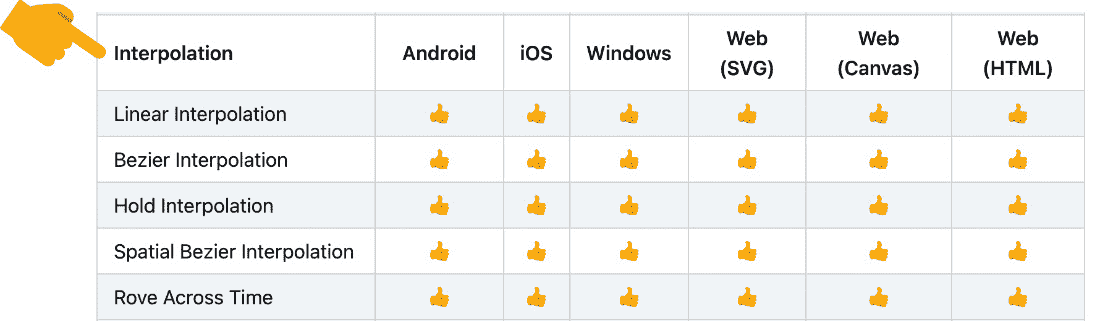 Interpolation Android iOS Windows Web (SVG) Web (Canvas) Web (HTML)
Linear Interpolation 👍 👍 👍 👍 👍 👍
Bezier Interpolation 👍 👍 👍 👍 👍 👍
Hold Interpolation 👍 👍 👍 👍 👍 👍
Spatial Bezier Interpolation 👍 👍 👍 👍 👍 👍
Rove Across Time 👍 👍 👍 👍 👍 👍